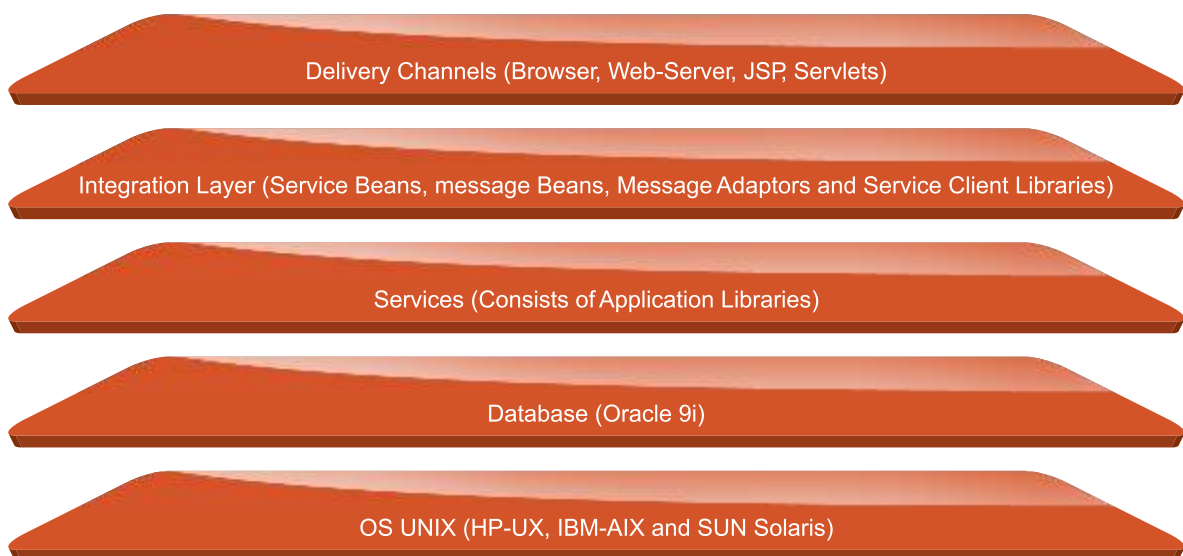 Delivery Channels (Browser, Web-Server, JSP, Servlets)
Integration Layer (Service Beans, message Beans, Message Adaptors and Service Client Libraries)
Services (Consists of Application Libraries)
Database (Oracle 9i)
OS UNIX (HP-UX, IBM-AIX and SUN Solaris)